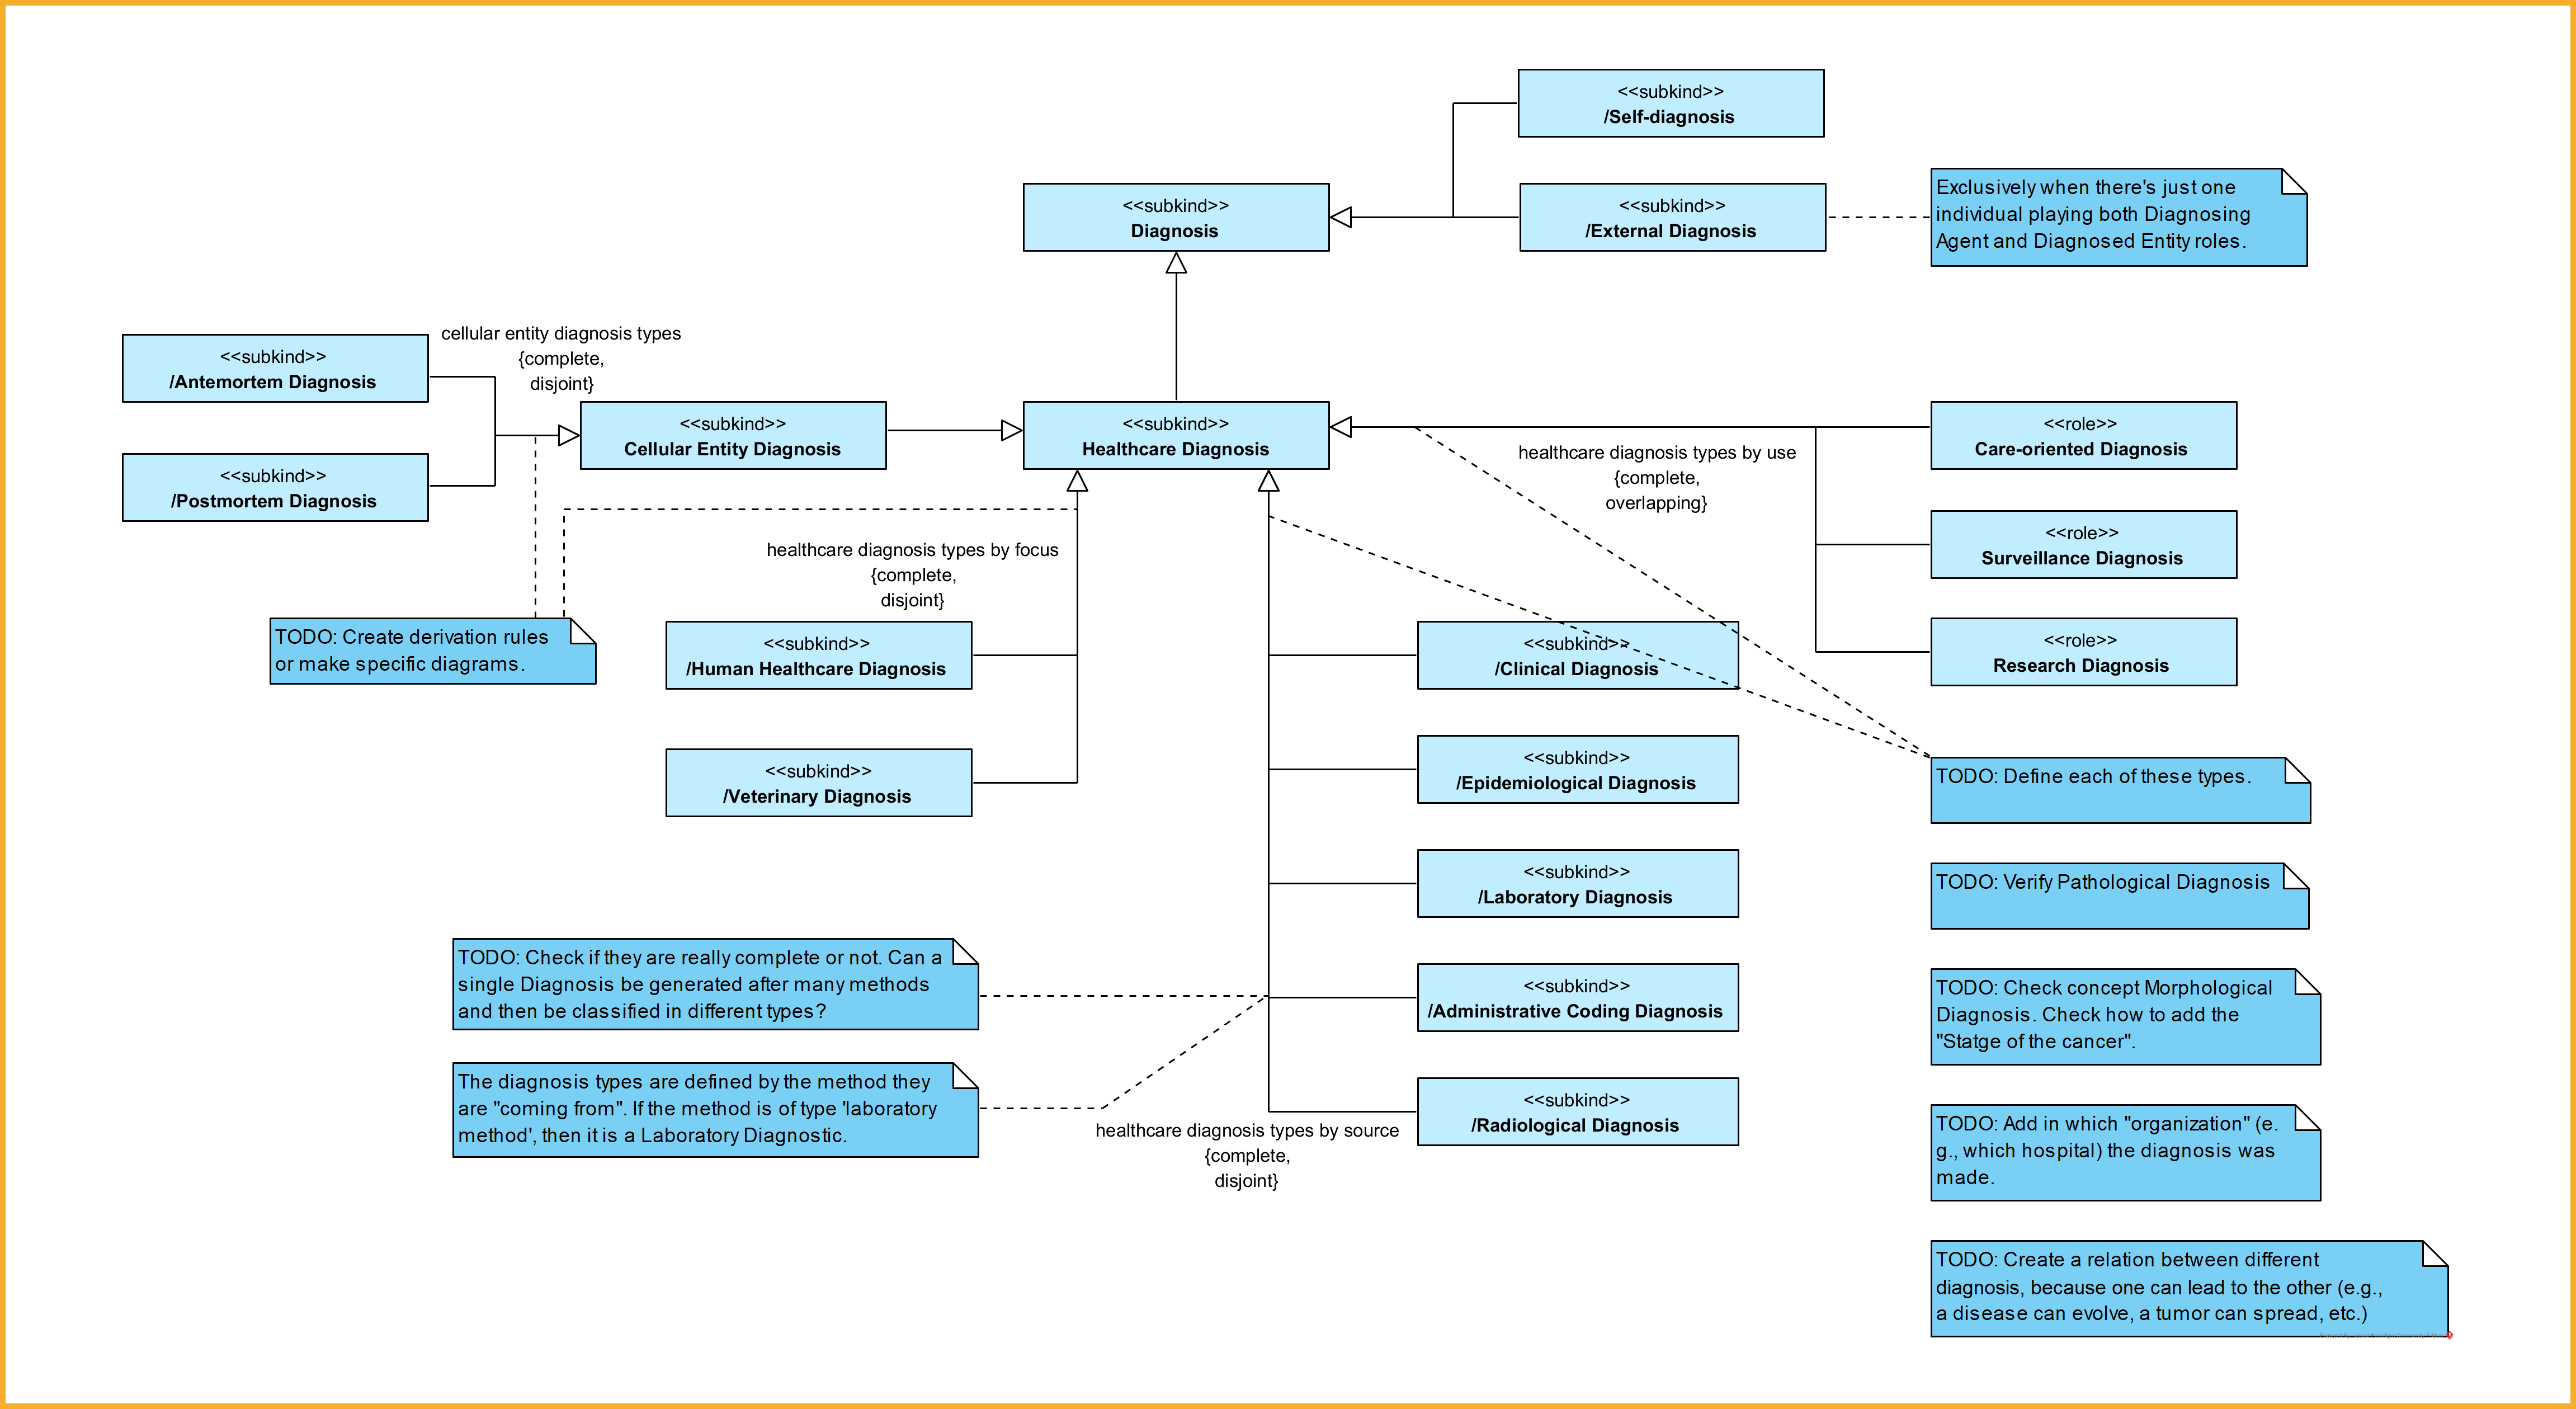 <<subkind>>
/Self-diagnosis
<<subkind>>
Diagnosis
<<subkind>>
/External Diagnosis
Exclusively when there's just one
individual playing both Diagnosing
Agent and Diagnosed Entity roles.
<<subkind>>
/Antemortem Diagnosis
cellular entity diagnosis types
{complete,
disjoint}
<<subkind>>
/Postmortem Diagnosis
<<subkind>>
Cellular Entity Diagnosis
<<subkind>>
Healthcare Diagnosis
healthcare diagnosis types by use
{complete,
overlapping}
<<role>>
Care-oriented Diagnosis
<<role>>
Surveillance Diagnosis
<<role>>
Research Diagnosis
healthcare diagnosis types by focus
{complete,
disjoint}
TODO: Create derivation rules
or make specific diagrams.
<<subkind>>
/Human Healthcare Diagnosis
<<subkind>>
/Veterinary Diagnosis
<<subkind>>
/Clinical Diagnosis
<<subkind>>
/Epidemiological Diagnosis
<<subkind>>
/Laboratory Diagnosis
<<subkind>>
/Administrative Coding Diagnosis
<<subkind>>
/Radiological Diagnosis
healthcare diagnosis types by source
{complete,
disjoint}
TODO: Check if they are really complete or not. Can a
single Diagnosis be generated after many methods
and then be classified in different types?
The diagnosis types are defined by the method they
are "coming from". If the method is of type 'laboratory
method', then it is a Laboratory Diagnostic.
TODO: Define each of these types.
TODO: Verify Pathological Diagnosis
TODO: Check concept Morphological
Diagnosis. Check how to add the
"Statge of the cancer".
TODO: Add in which "organization" (e.
g., which hospital) the diagnosis was
made.
TODO: Create a relation between different
diagnosis, because one can lead to the other (e.g.,
a disease can evolve, a tumor can spread, etc.)